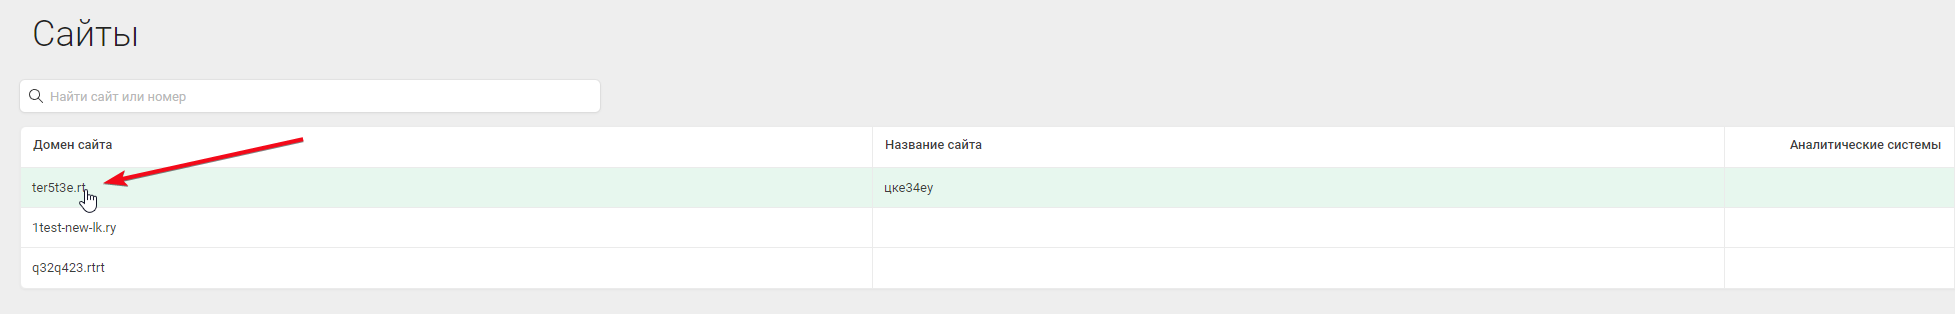 Сайты
Найти сайт или номер
Домен сайта Название сайта Аналитические системы
ter5t3e.rt цке34еу
1test-new-lk.ry
q32q423.rtrt